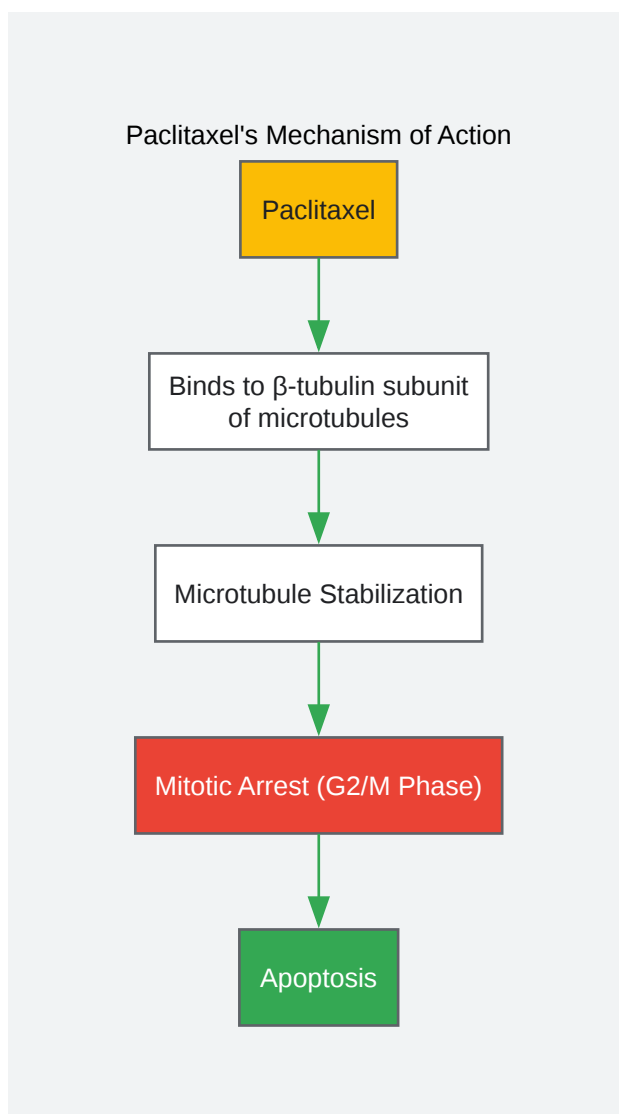 Paclitaxel's Mechanism of Action
Paclitaxel
Binds to β-tubulin subunit
of microtubules
Microtubule Stabilization
Mitotic Arrest (G2/M Phase)
Apoptosis